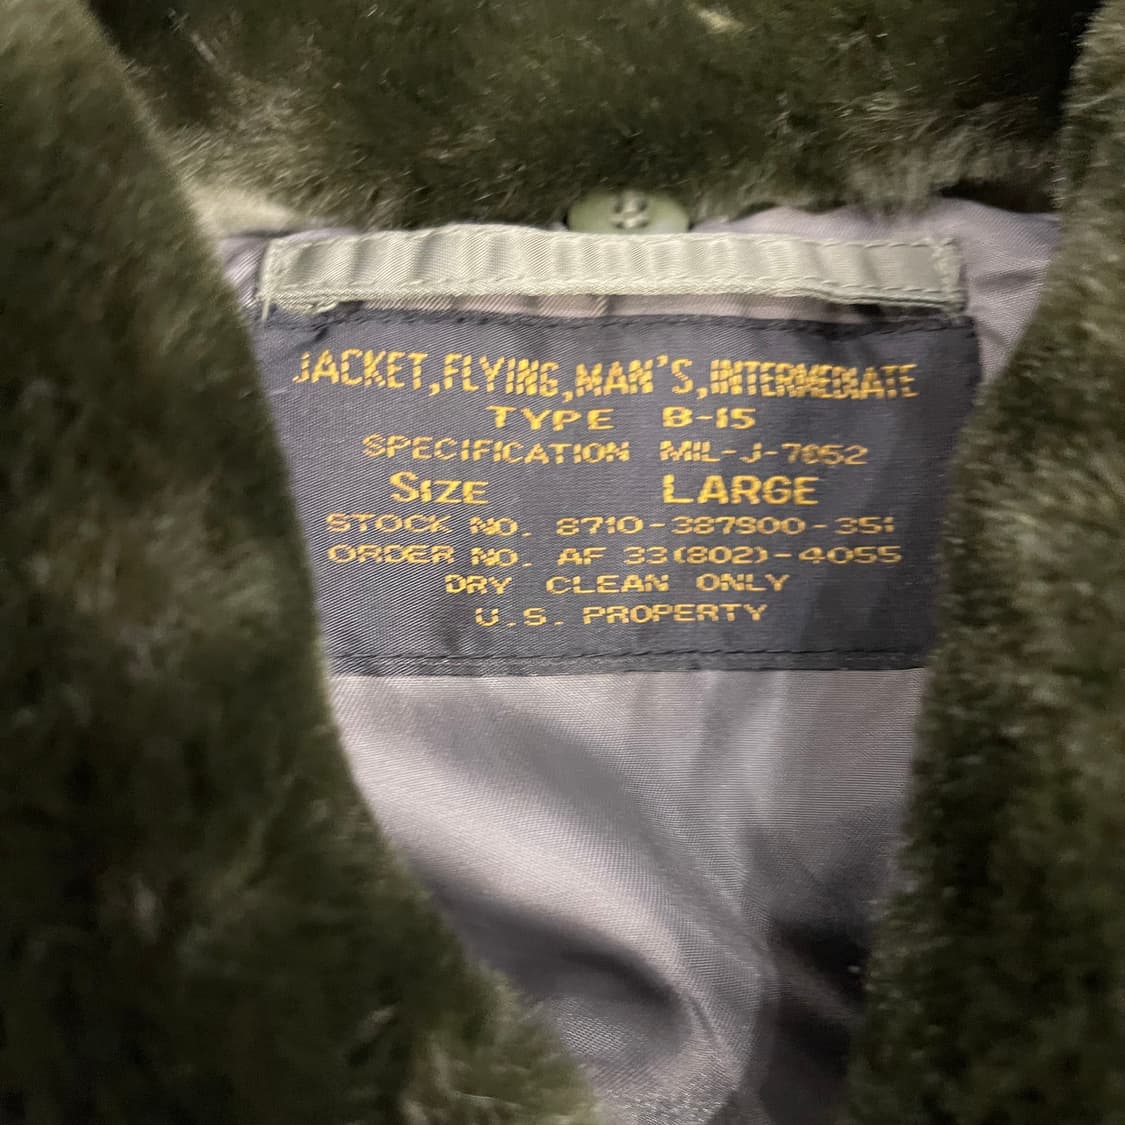 JACKET,FLYING,MAN'S,INTERMEDIATE
TYPE B-15
SPECIFICATION MIL-J-7052
SIZE LARGE
STOCK NO. 8710-387900-351
ORDER NO. AF 33(802)-4055
DRY CLEAN ONLY
U.S. PROPERTY